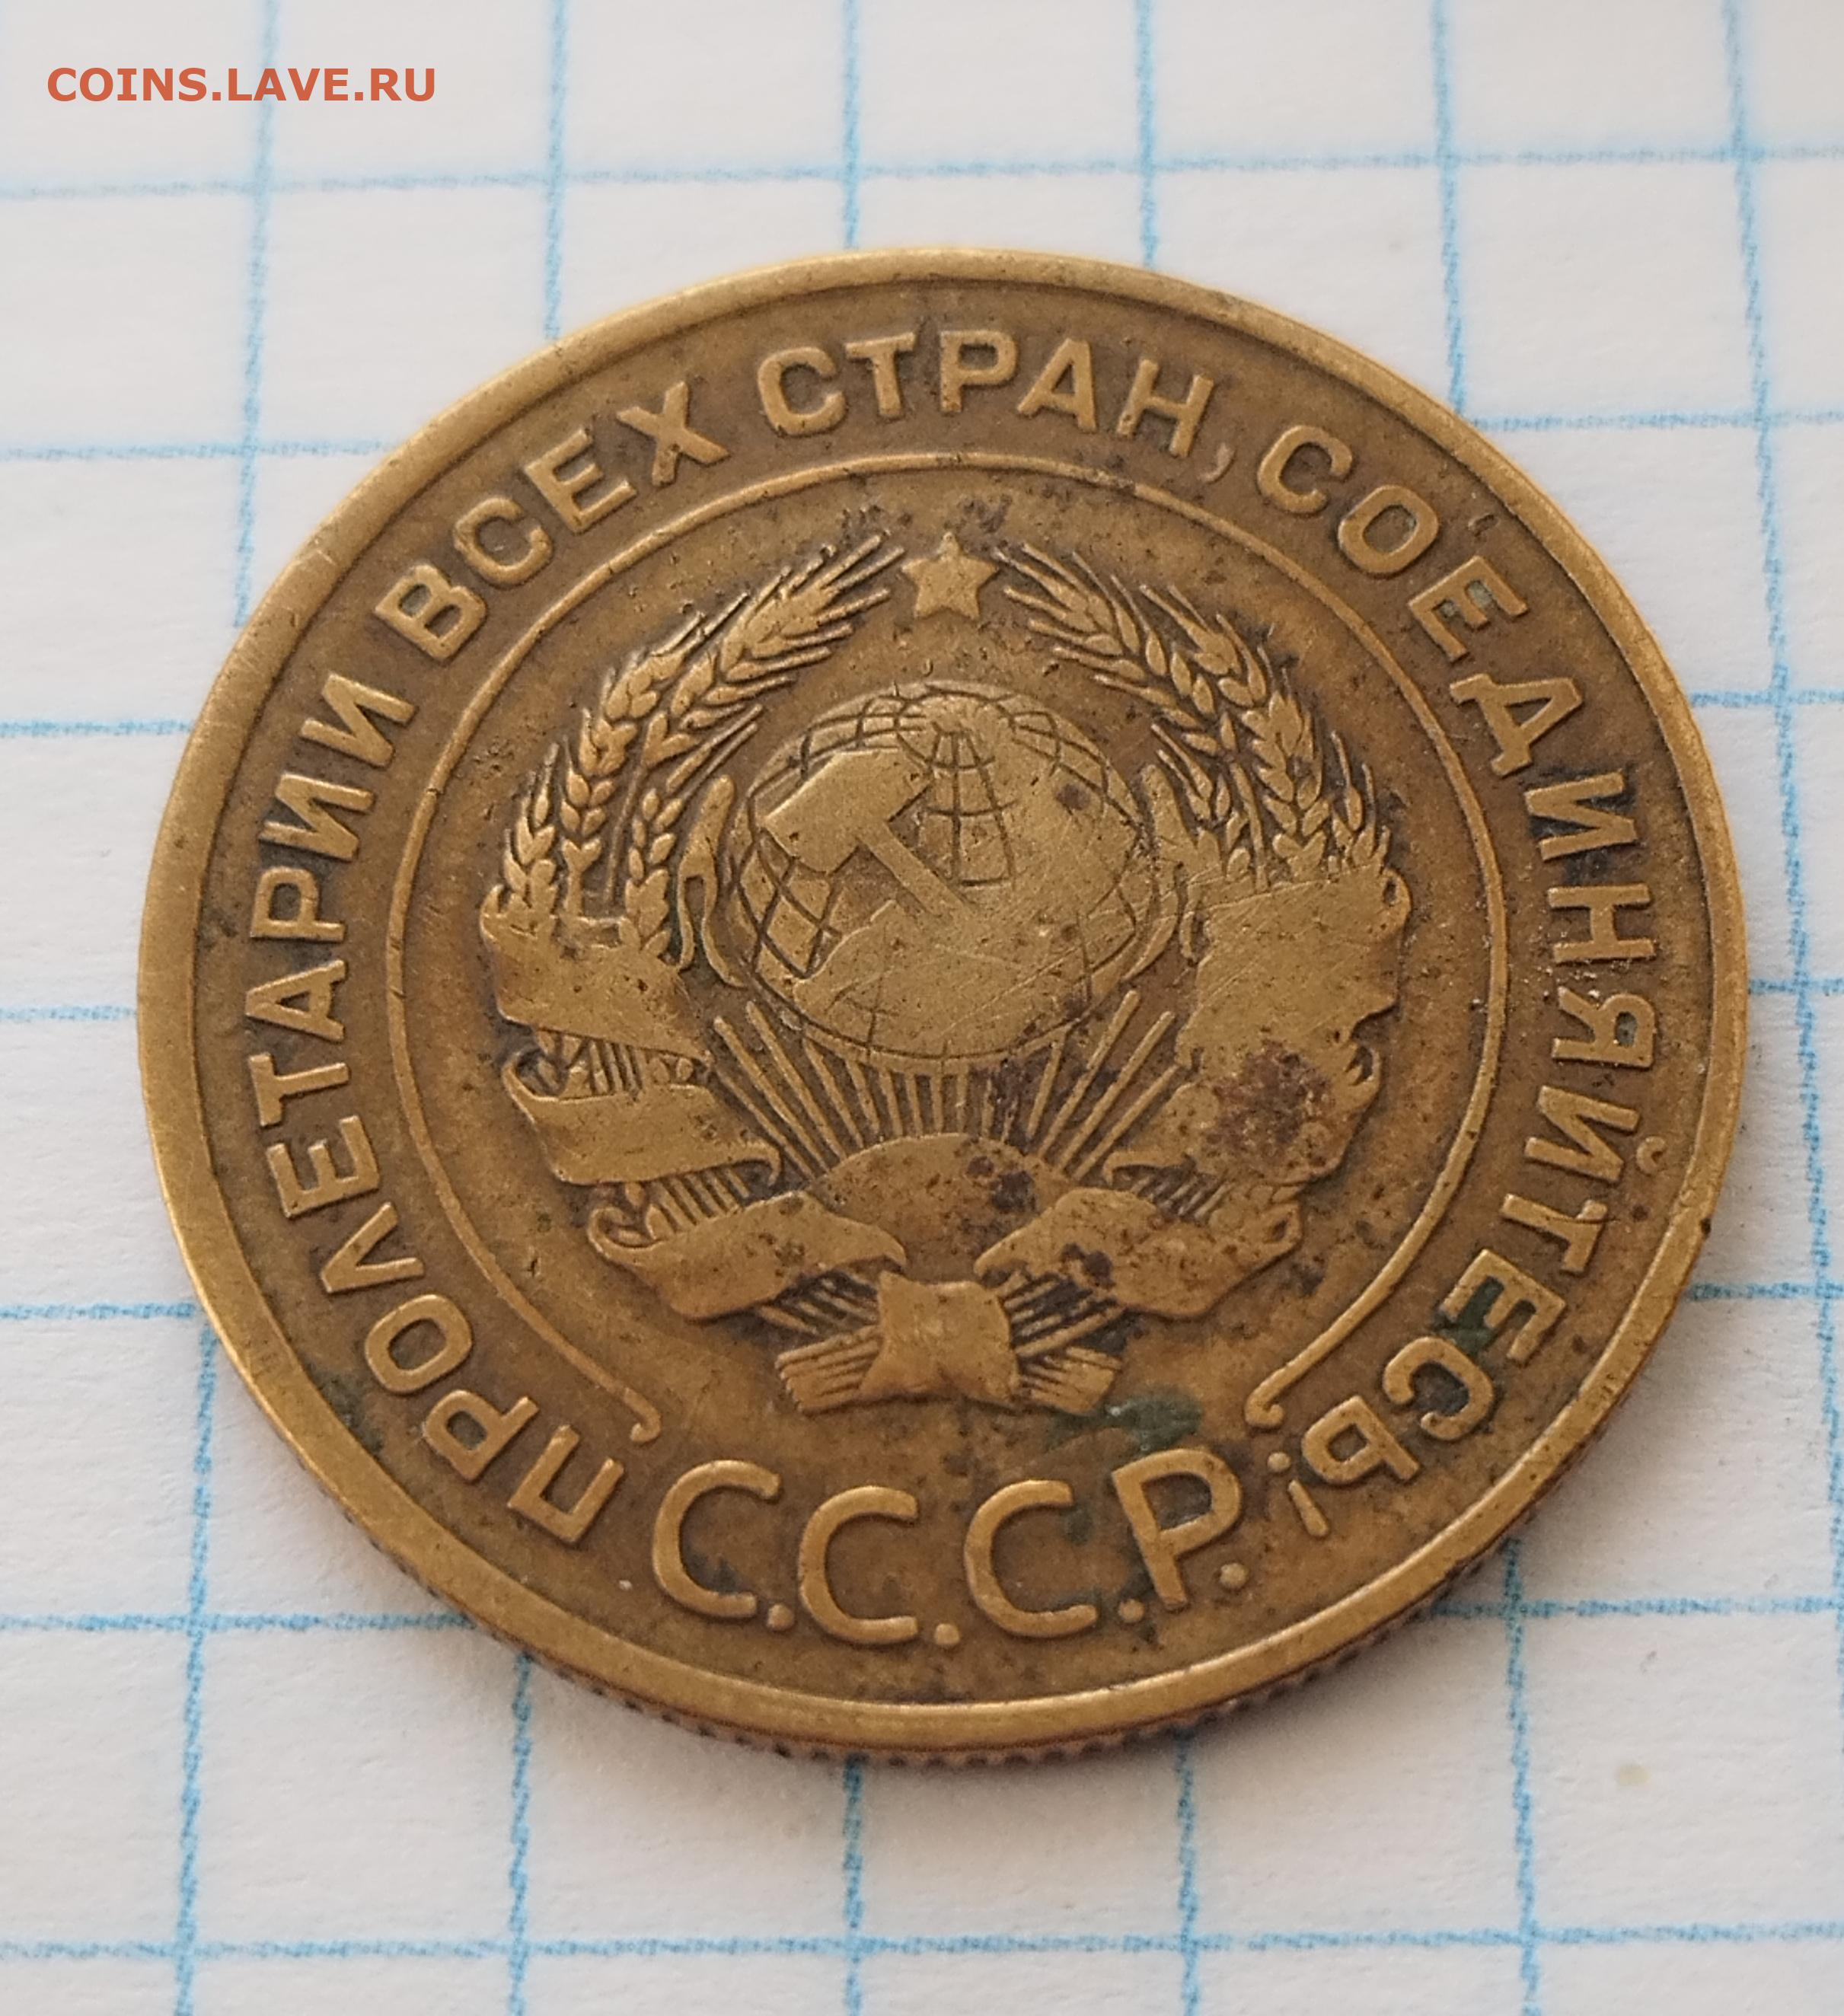 COINS.LAVE.RU
ПРОЛЕТАРИИ ВСЕХ СТРАН, СОЕДИНЯЙТЕСЬ!
С.С.С.Р.